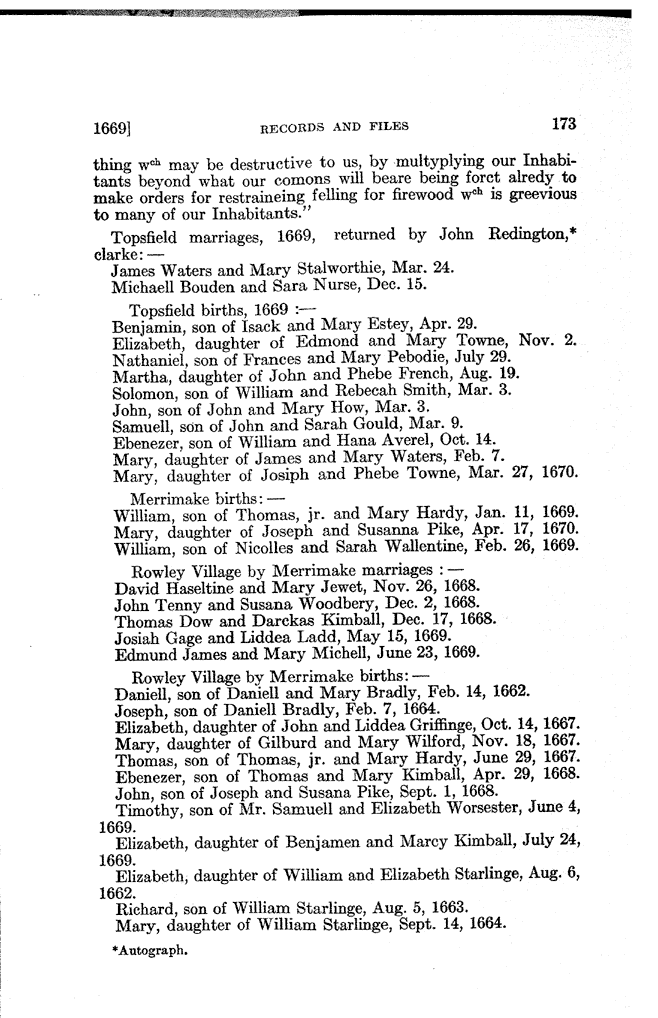 1669]	RECORDS AND FILES	173
thing wᶜʰ may be destructive to us, by multyplying our Inhabi-
tants beyond what our comons will beare being forct alredy to
make orders for restraineing felling for firewood wᶜʰ is greevious
to many of our Inhabitants."
Topsfield marriages, 1669, returned by John Redington,*
clarke: —
James Waters and Mary Stalworthie, Mar. 24.
Michaell Bouden and Sara Nurse, Dec. 15.
Topsfield births, 1669 :—
Benjamin, son of Isack and Mary Estey, Apr. 29.
Elizabeth, daughter of Edmond and Mary Towne, Nov. 2.
Nathaniel, son of Frances and Mary Pebodie, July 29.
Martha, daughter of John and Phebe French, Aug. 19.
Solomon, son of William and Rebecah Smith, Mar. 3.
John, son of John and Mary How, Mar. 3.
Samuell, son of John and Sarah Gould, Mar. 9.
Ebenezer, son of William and Hana Averel, Oct. 14.
Mary, daughter of James and Mary Waters, Feb. 7.
Mary, daughter of Josiph and Phebe Towne, Mar. 27, 1670.
Merrimake births: —
William, son of Thomas, jr. and Mary Hardy, Jan. 11, 1669.
Mary, daughter of Joseph and Susanna Pike, Apr. 17, 1670.
William, son of Nicolles and Sarah Wallentine, Feb. 26, 1669.
Rowley Village by Merrimake marriages : —
David Haseltine and Mary Jewet, Nov. 26, 1668.
John Tenny and Susana Woodbery, Dec. 2, 1668.
Thomas Dow and Darckas Kimball, Dec. 17, 1668.
Josiah Gage and Liddea Ladd, May 15, 1669.
Edmund James and Mary Michell, June 23, 1669.
Rowley Village by Merrimake births: —
Daniell, son of Daniell and Mary Bradly, Feb. 14, 1662.
Joseph, son of Daniell Bradly, Feb. 7, 1664.
Elizabeth, daughter of John and Liddea Griffinge, Oct. 14, 1667.
Mary, daughter of Gilburd and Mary Wilford, Nov. 18, 1667.
Thomas, son of Thomas, jr. and Mary Hardy, June 29, 1667.
Ebenezer, son of Thomas and Mary Kimball, Apr. 29, 1668.
John, son of Joseph and Susana Pike, Sept. 1, 1668.
Timothy, son of Mr. Samuell and Elizabeth Worsester, June 4,
1669.
Elizabeth, daughter of Benjamen and Marcy Kimball, July 24,
1669.
Elizabeth, daughter of William and Elizabeth Starlinge, Aug. 6,
1662.
Richard, son of William Starlinge, Aug. 5, 1663.
Mary, daughter of William Starlinge, Sept. 14, 1664.
*Autograph.